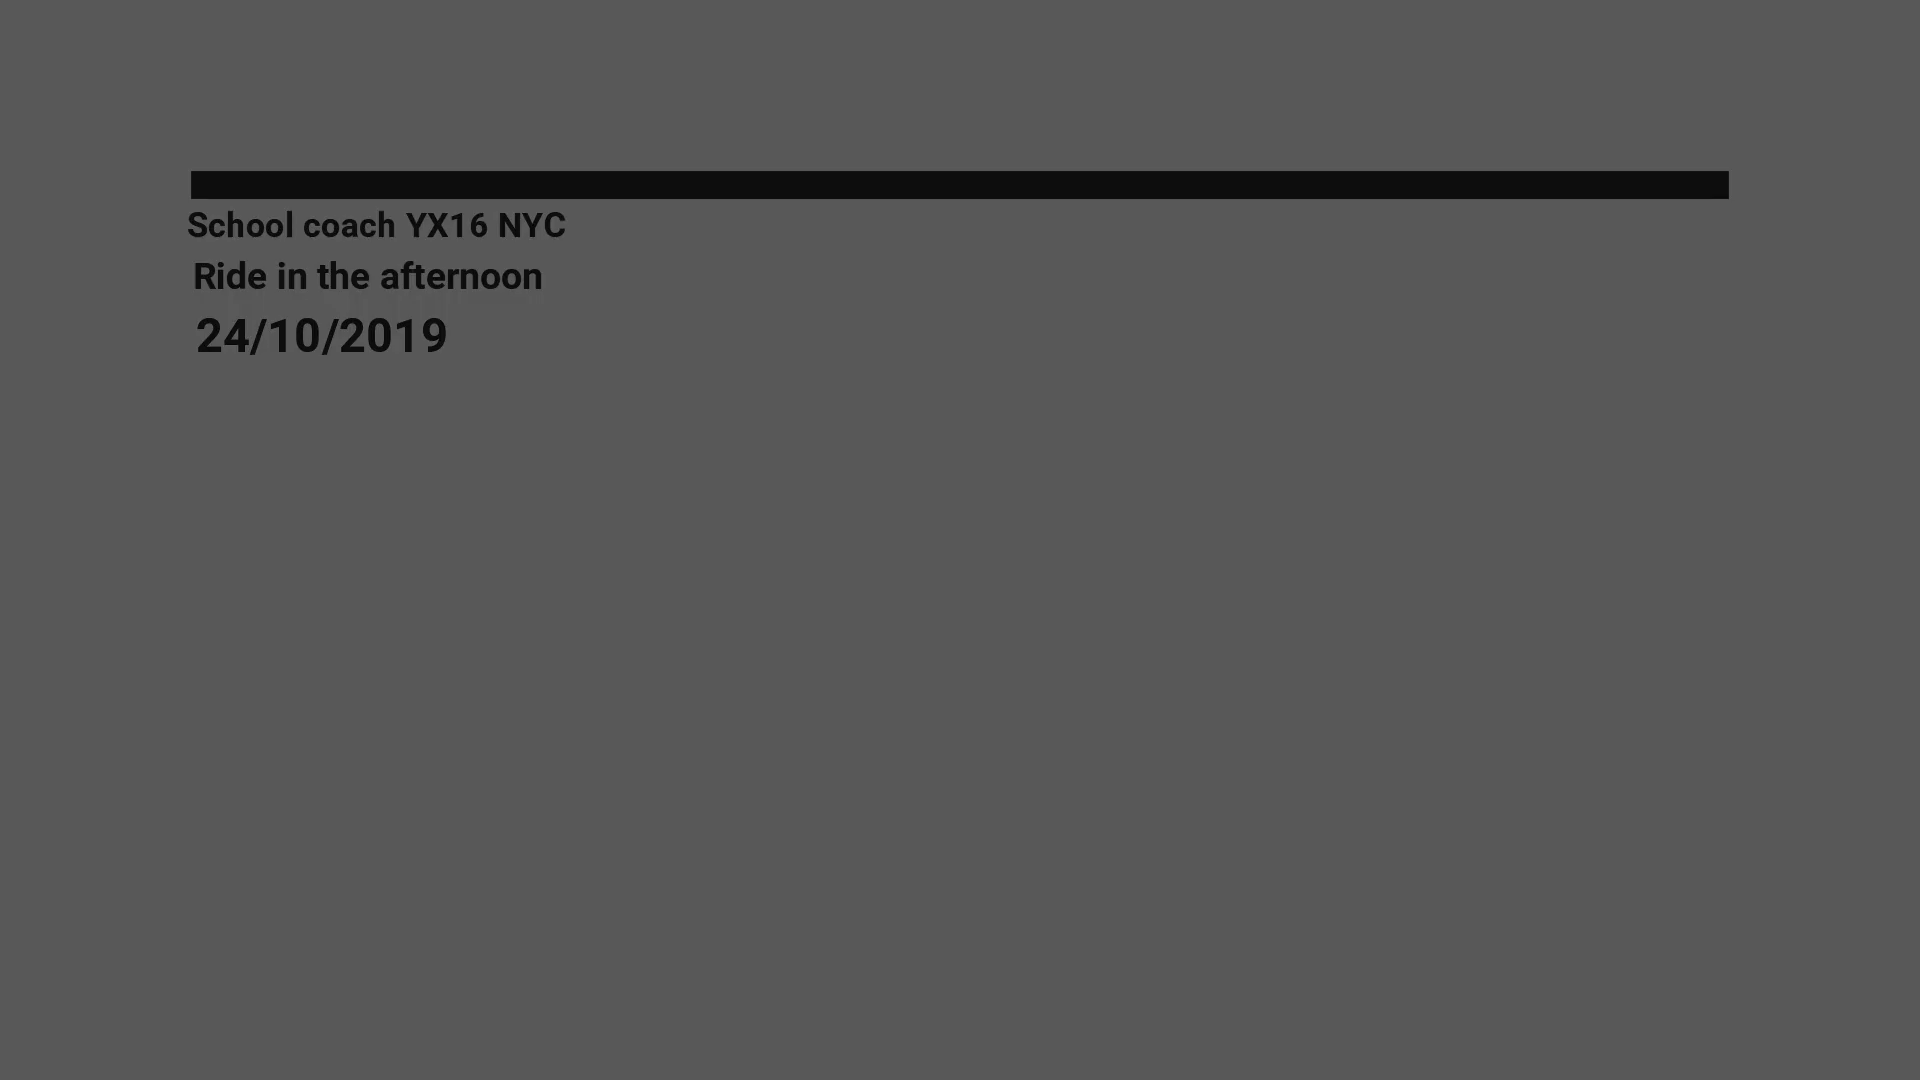 School coach YX16 NYC
Ride in the afternoon
24/10/2019